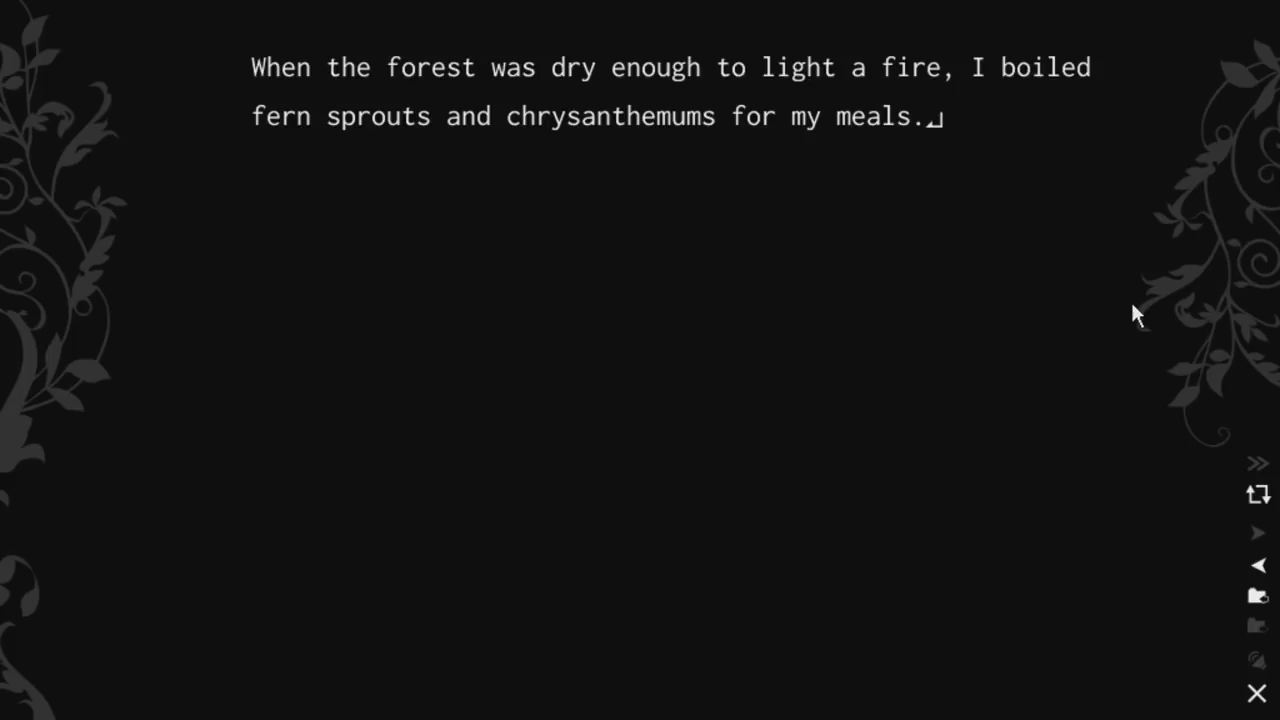 When the forest was dry enough to light a fire, I boiled
fern sprouts and chrysanthemums for my meals.